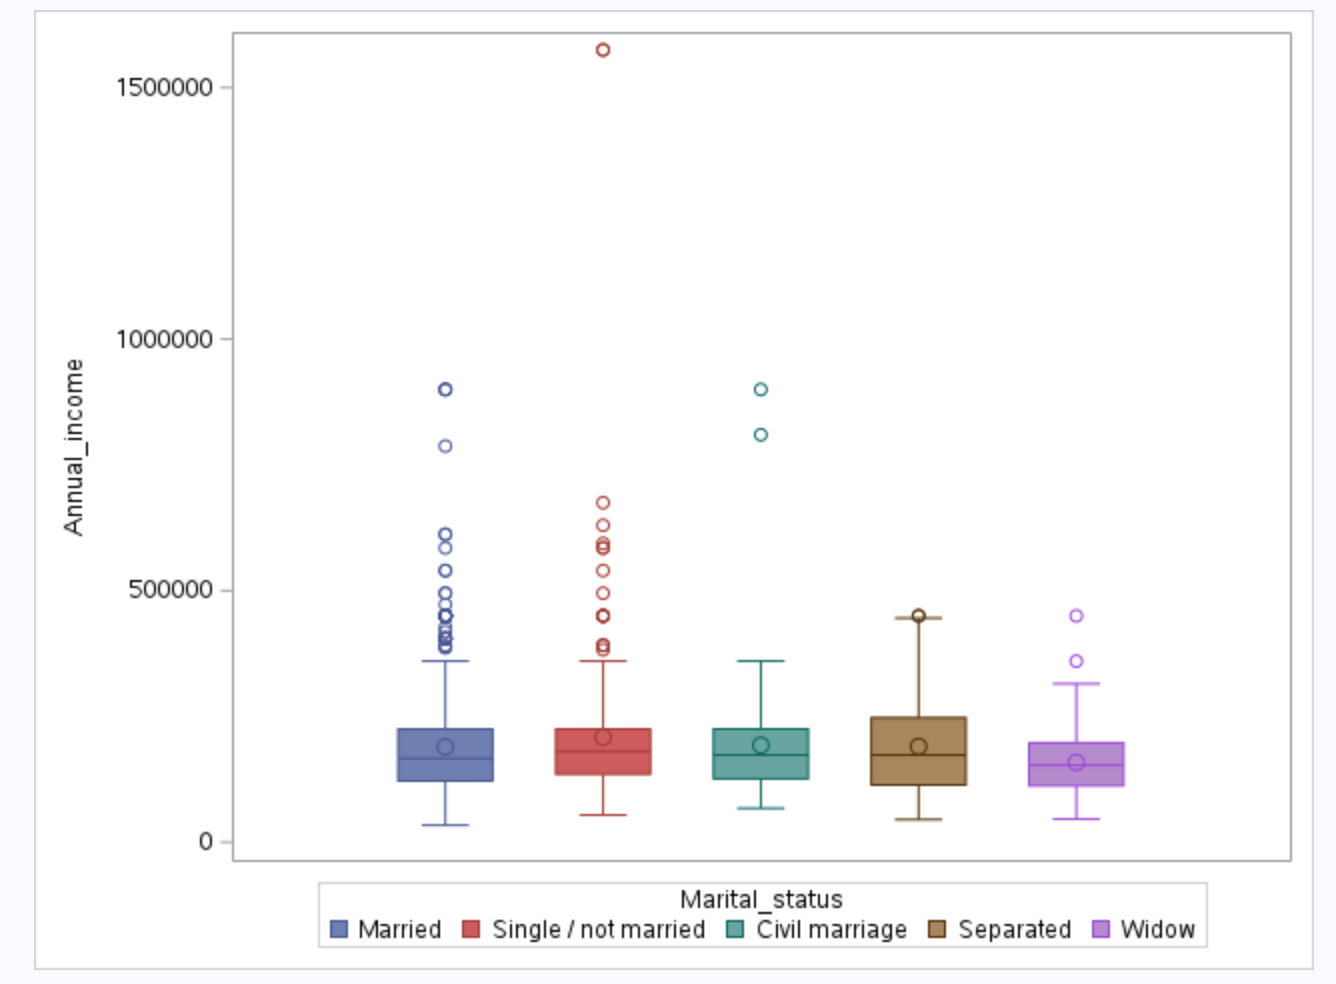 1500000
1000000
500000
0
Annual_income
Marital_status
Married Single / not married Civil marriage Separated Widow